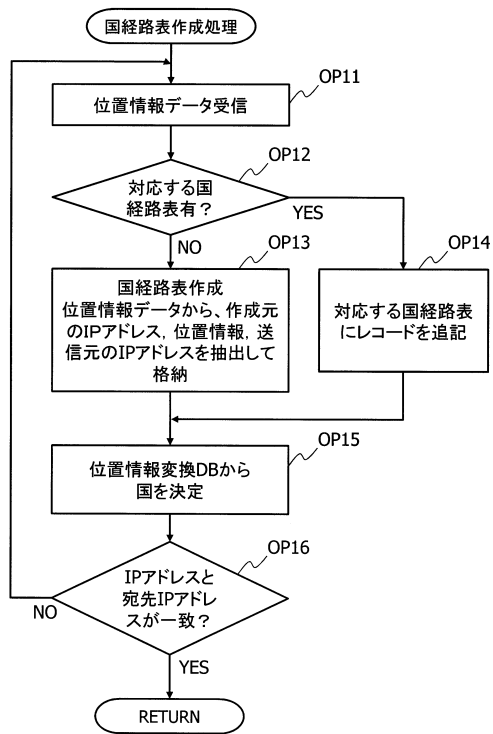 国経路表作成処理
OP11
位置情報データ受信
OP12
対応する国
経路表有？
YES
NO
OP13
OP14
国経路表作成
位置情報データから、作成元
のIPアドレス，位置情報，送
信元のIPアドレスを抽出して
格納
対応する国経路表
にレコードを追記
OP15
位置情報変換DBから
国を決定
OP16
IPアドレスと
宛先IPアドレ
スが一致？
NO
YES
RETURN